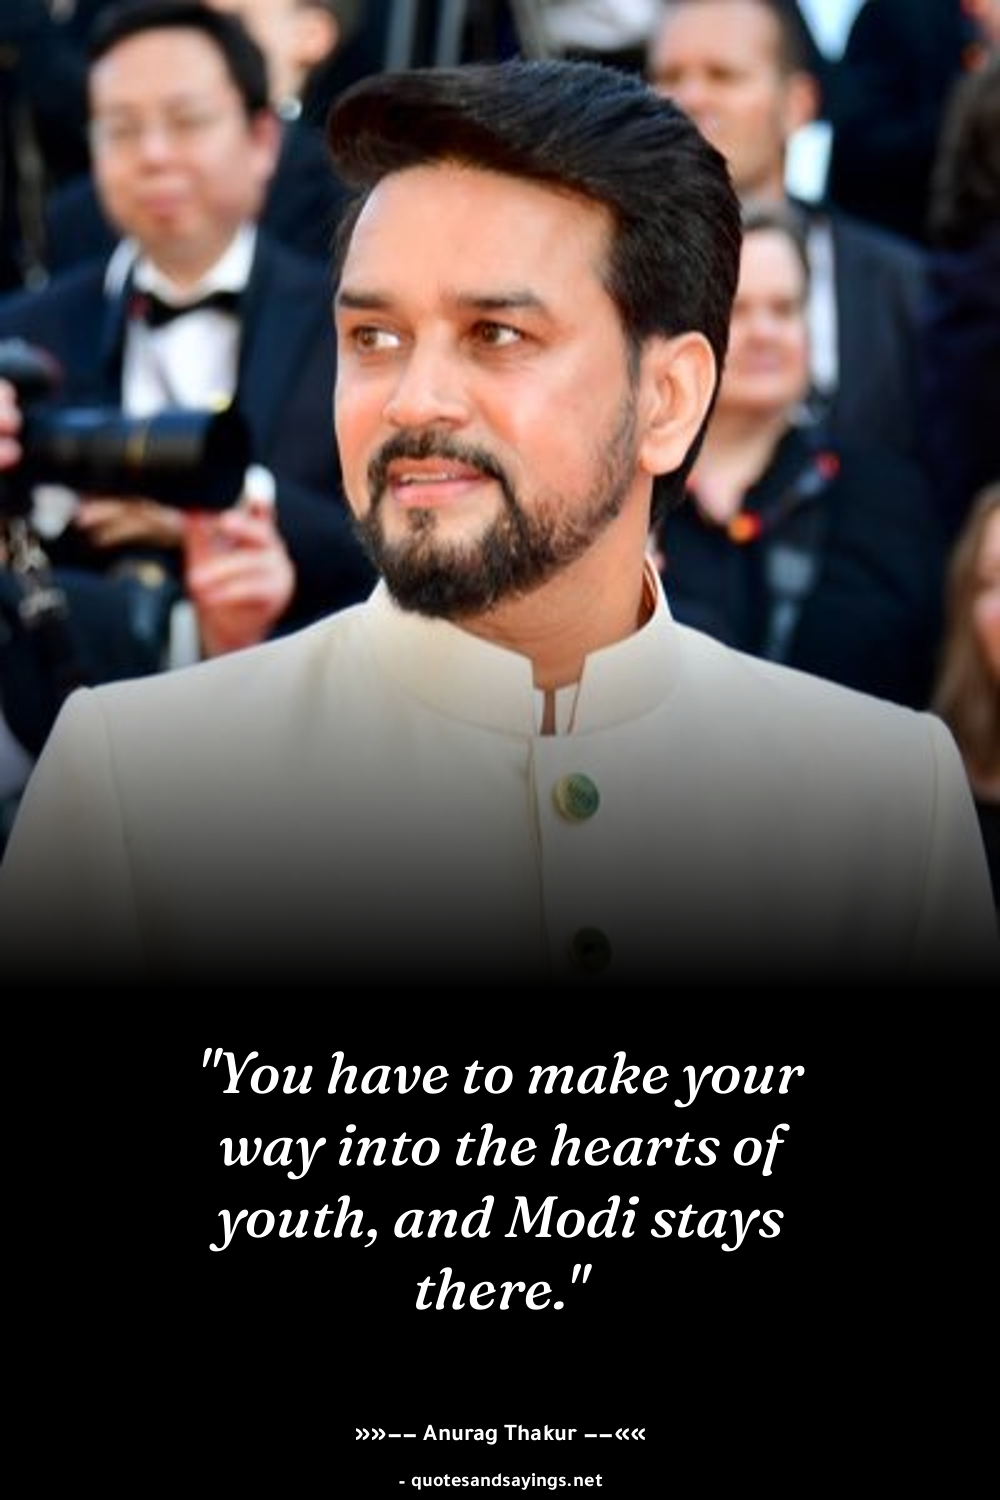 "You have to make your
way into the hearts of
youth, and Modi stays
there."
»»−− Anurag Thakur −−««
- quotesandsayings.net